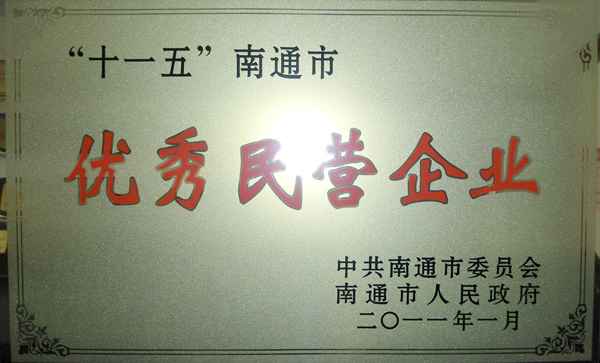 “十一五”南通市
优秀民营企业
中共南通市委员会
南通市人民政府
二〇一一年一月